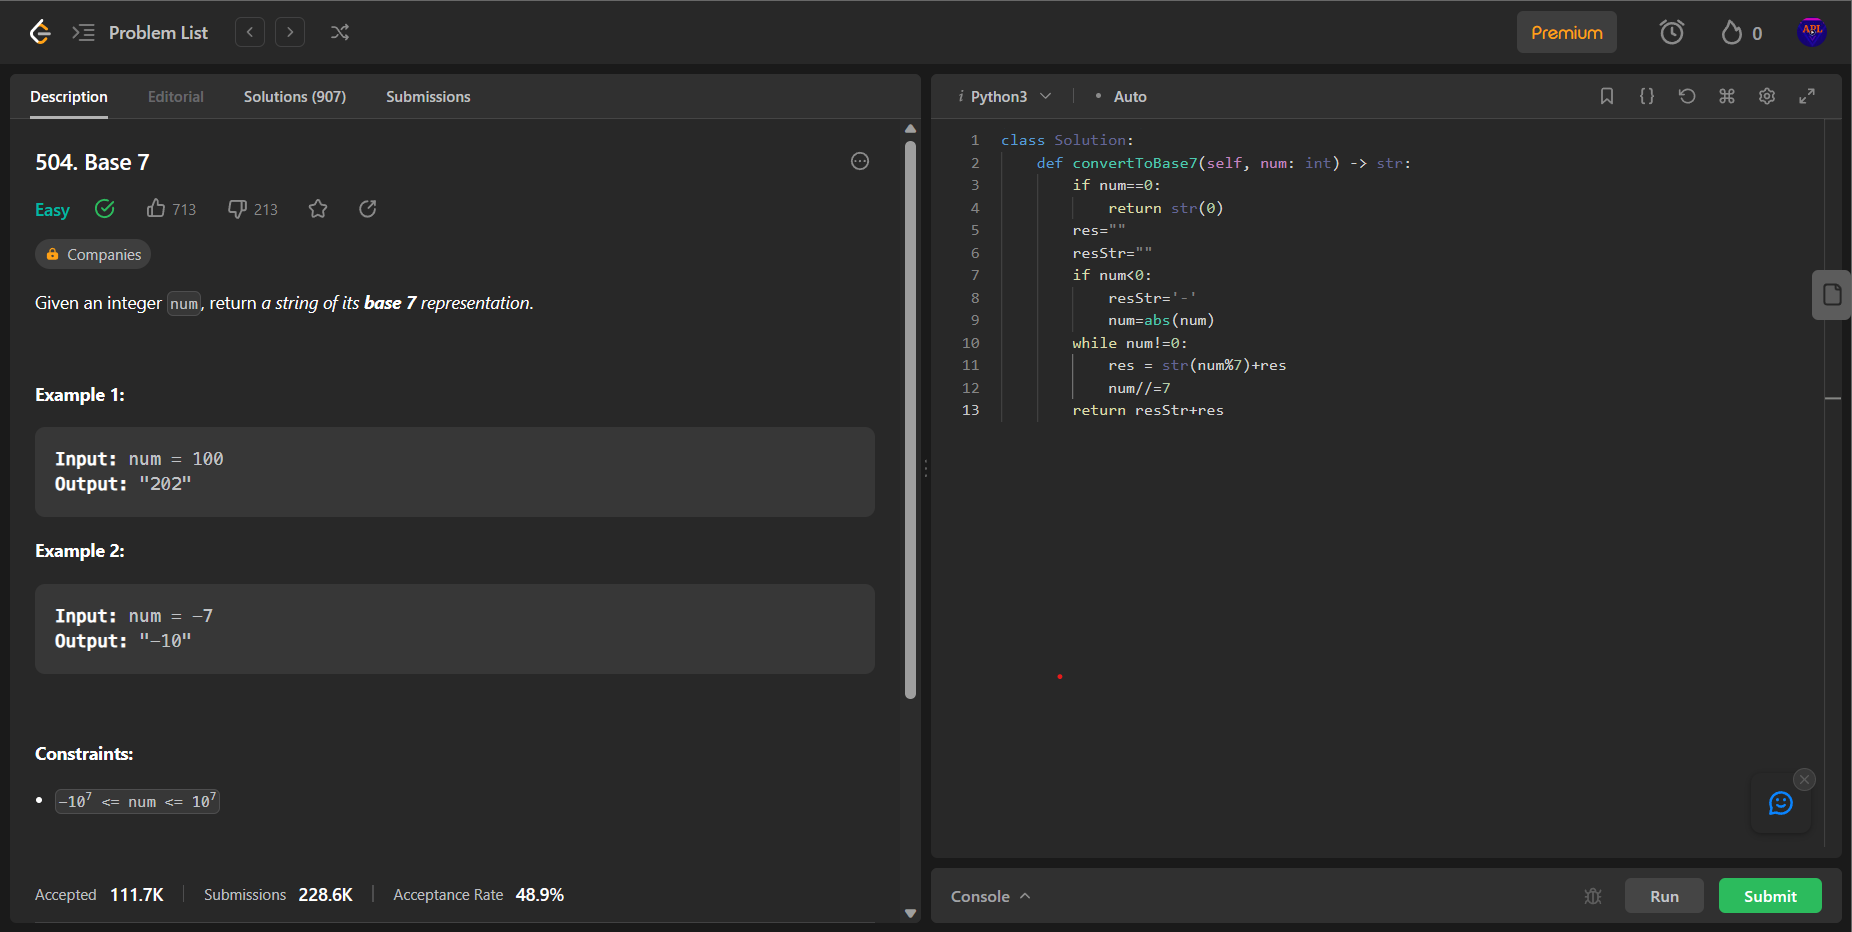 Problem List
Premium
0
APL
Description Editorial Solutions (907) Submissions
504. Base 7
Easy 713 213
Companies
Given an integer num, return a string of its base 7 representation.
Example 1:
Input: num = 100
Output: "202"
Example 2:
Input: num = -7
Output: "-10"
Constraints:
• -10⁷ <= num <= 10⁷
Accepted 111.7K Submissions 228.6K Acceptance Rate 48.9%
i Python3 • Auto
1 class Solution:
2     def convertToBase7(self, num: int) -> str:
3         if num==0:
4             return str(0)
5         res=""
6         resStr=""
7         if num<0:
8             resStr='-'
9             num=abs(num)
10         while num!=0:
11             res = str(num%7)+res
12             num//=7
13         return resStr+res
Console
Run
Submit